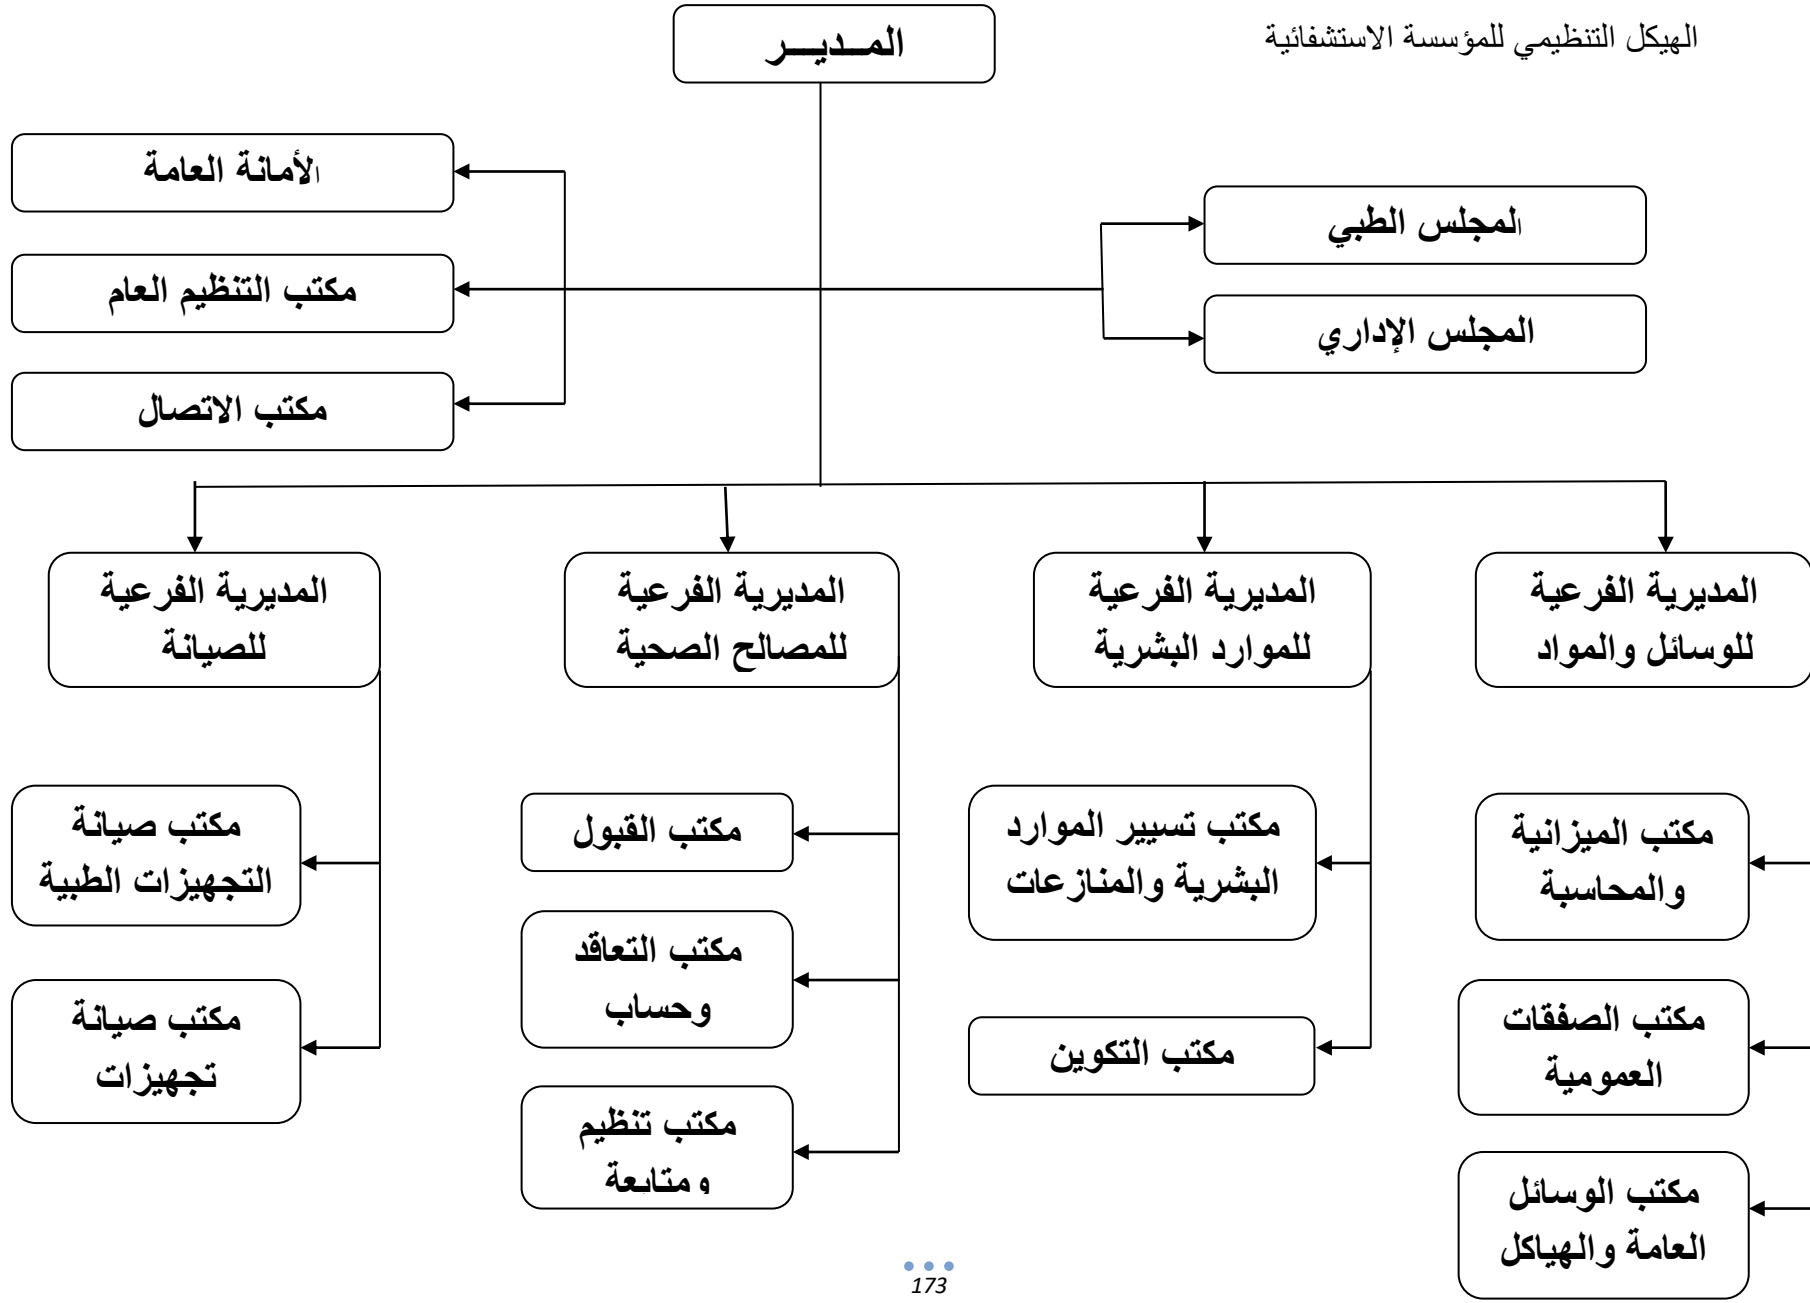 الهيكل التنظيمي للمؤسسة الاستشفائية
المــديــــر
الأمانة العامة
المجلس الطبي
مكتب التنظيم العام
المجلس الإداري
مكتب الاتصال
المديرية الفرعية
للوسائل والمواد
المديرية الفرعية
للموارد البشرية
المديرية الفرعية
للمصالح الصحية
المديرية الفرعية
للصيانة
مكتب الميزانية
والمحاسبة
مكتب الصفقات
العمومية
مكتب الوسائل
العامة والهياكل
مكتب تسيير الموارد
البشرية والمنازعات
مكتب التكوين
مكتب القبول
مكتب التعاقد
وحساب
مكتب تنظيم
ومتابعة
مكتب صيانة
التجهيزات الطبية
مكتب صيانة
تجهيزات
173